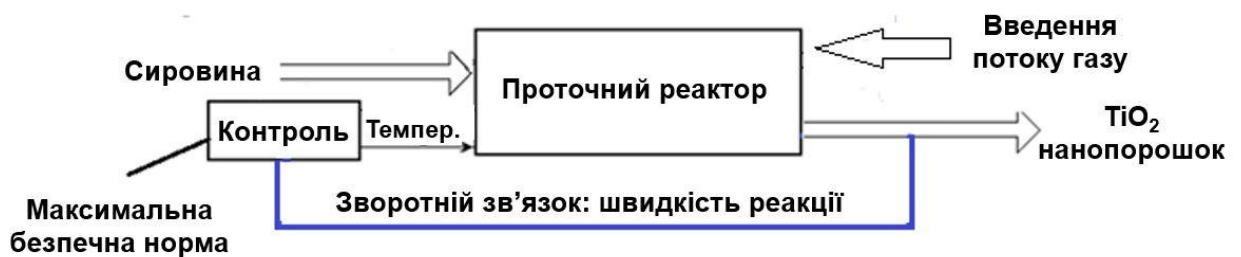 Введення
потоку газу
Сировина
Проточний реактор
Контроль
Темпер.
TiO₂
нанопорошок
Зворотній зв’язок: швидкість реакції
Максимальна
безпечна норма